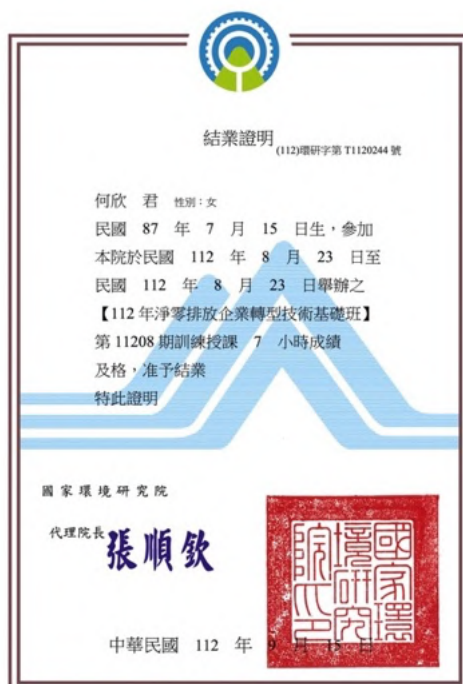 結業證明
(112)環研字第 T1120244 號
何欣 君 性別：女
民國 87 年 7 月 15 日生，參加
本院於民國 112 年 8 月 23 日至
民國 112 年 8 月 23 日舉辦之
【112 年淨零排放企業轉型技術基礎班】
第 11208 期訓練授課 7 小時成績
及格，准予結業
特此證明
國家環境研究院
代理院長 張順欽
國家環境研究院印
中華民國 112 年 9 月 15 日